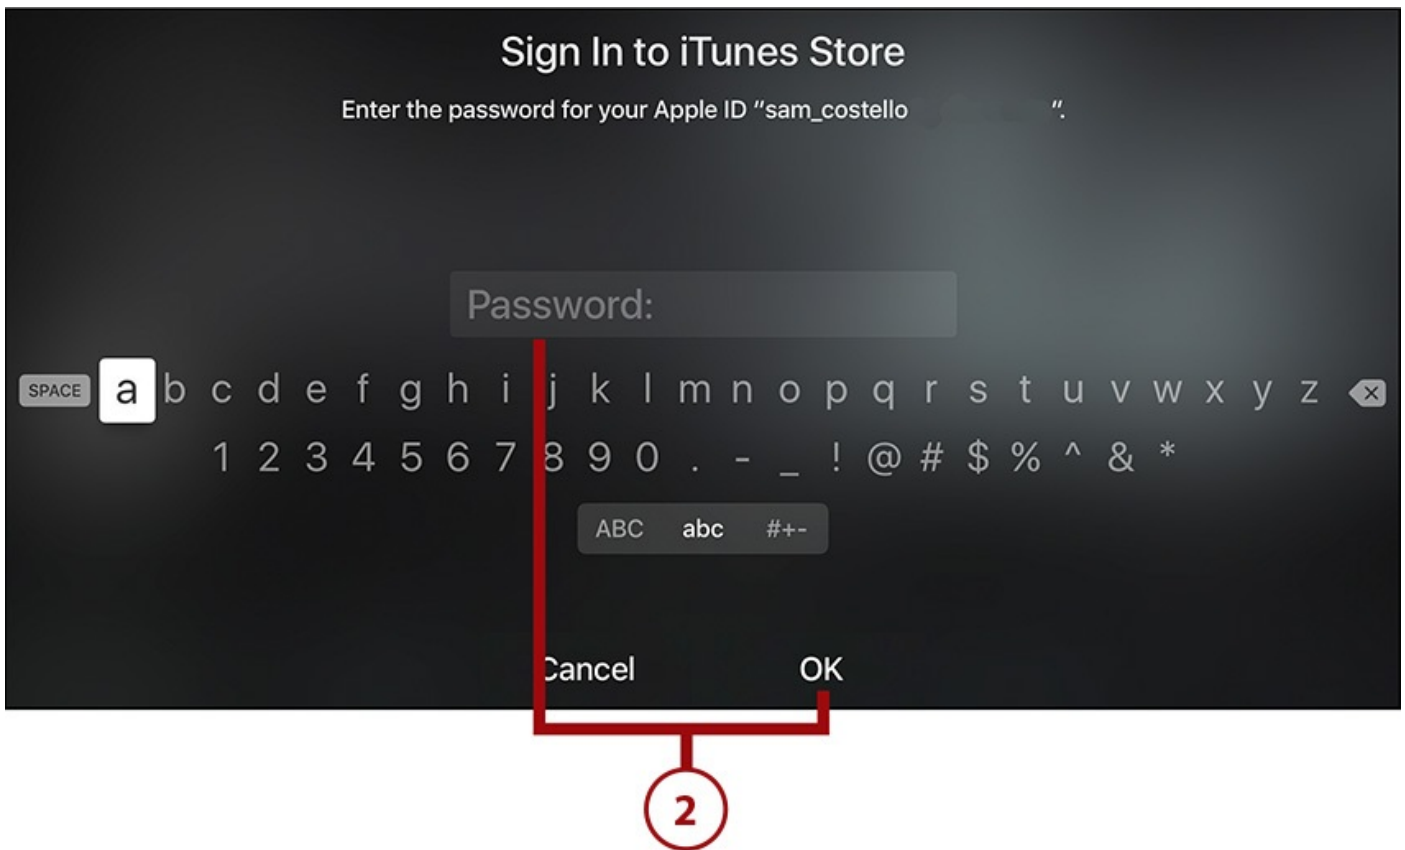 Sign In to iTunes Store
Enter the password for your Apple ID "sam_costello ".
Password:
SPACE a b c d e f g h i j k l m n o p q r s t u v w x y z
1 2 3 4 5 6 7 8 9 0 . - _ ! @ # $ % ^ & *
ABC abc #+-
Cancel OK
2